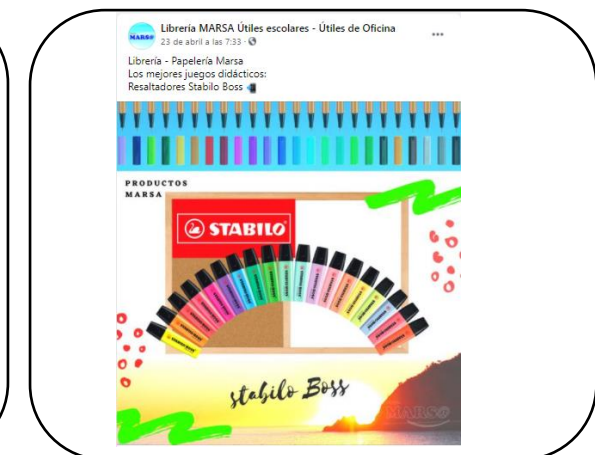 Librería MARSA Útiles escolares - Útiles de Oficina
23 de abril a las 7:33 ·
Librería - Papelería Marsa
Los mejores juegos didácticos:
Resaltadores Stabilo Boss
PRODUCTOS
MARSA
STABILO
stabilo Boss